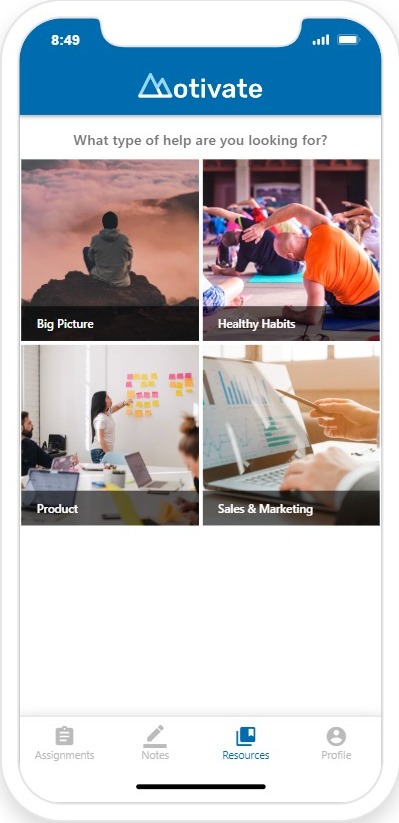 8:49
Motivate
What type of help are you looking for?
Big Picture
Healthy Habits
Product
Sales & Marketing
Assignments
Notes
Resources
Profile